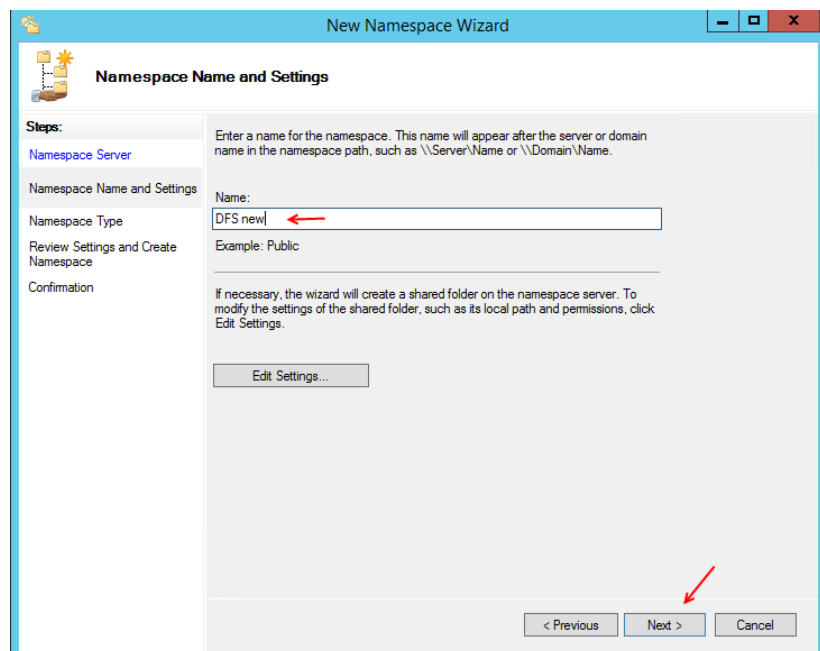 New Namespace Wizard
Namespace Name and Settings
Steps:
Namespace Server
Namespace Name and Settings
Namespace Type
Review Settings and Create
Namespace
Confirmation
Enter a name for the namespace. This name will appear after the server or domain
name in the namespace path, such as \\Server\Name or \\Domain\Name.
Name:
DFS new
Example: Public
If necessary, the wizard will create a shared folder on the namespace server. To
modify the settings of the shared folder, such as its local path and permissions, click
Edit Settings.
Edit Settings...
< Previous
Next >
Cancel